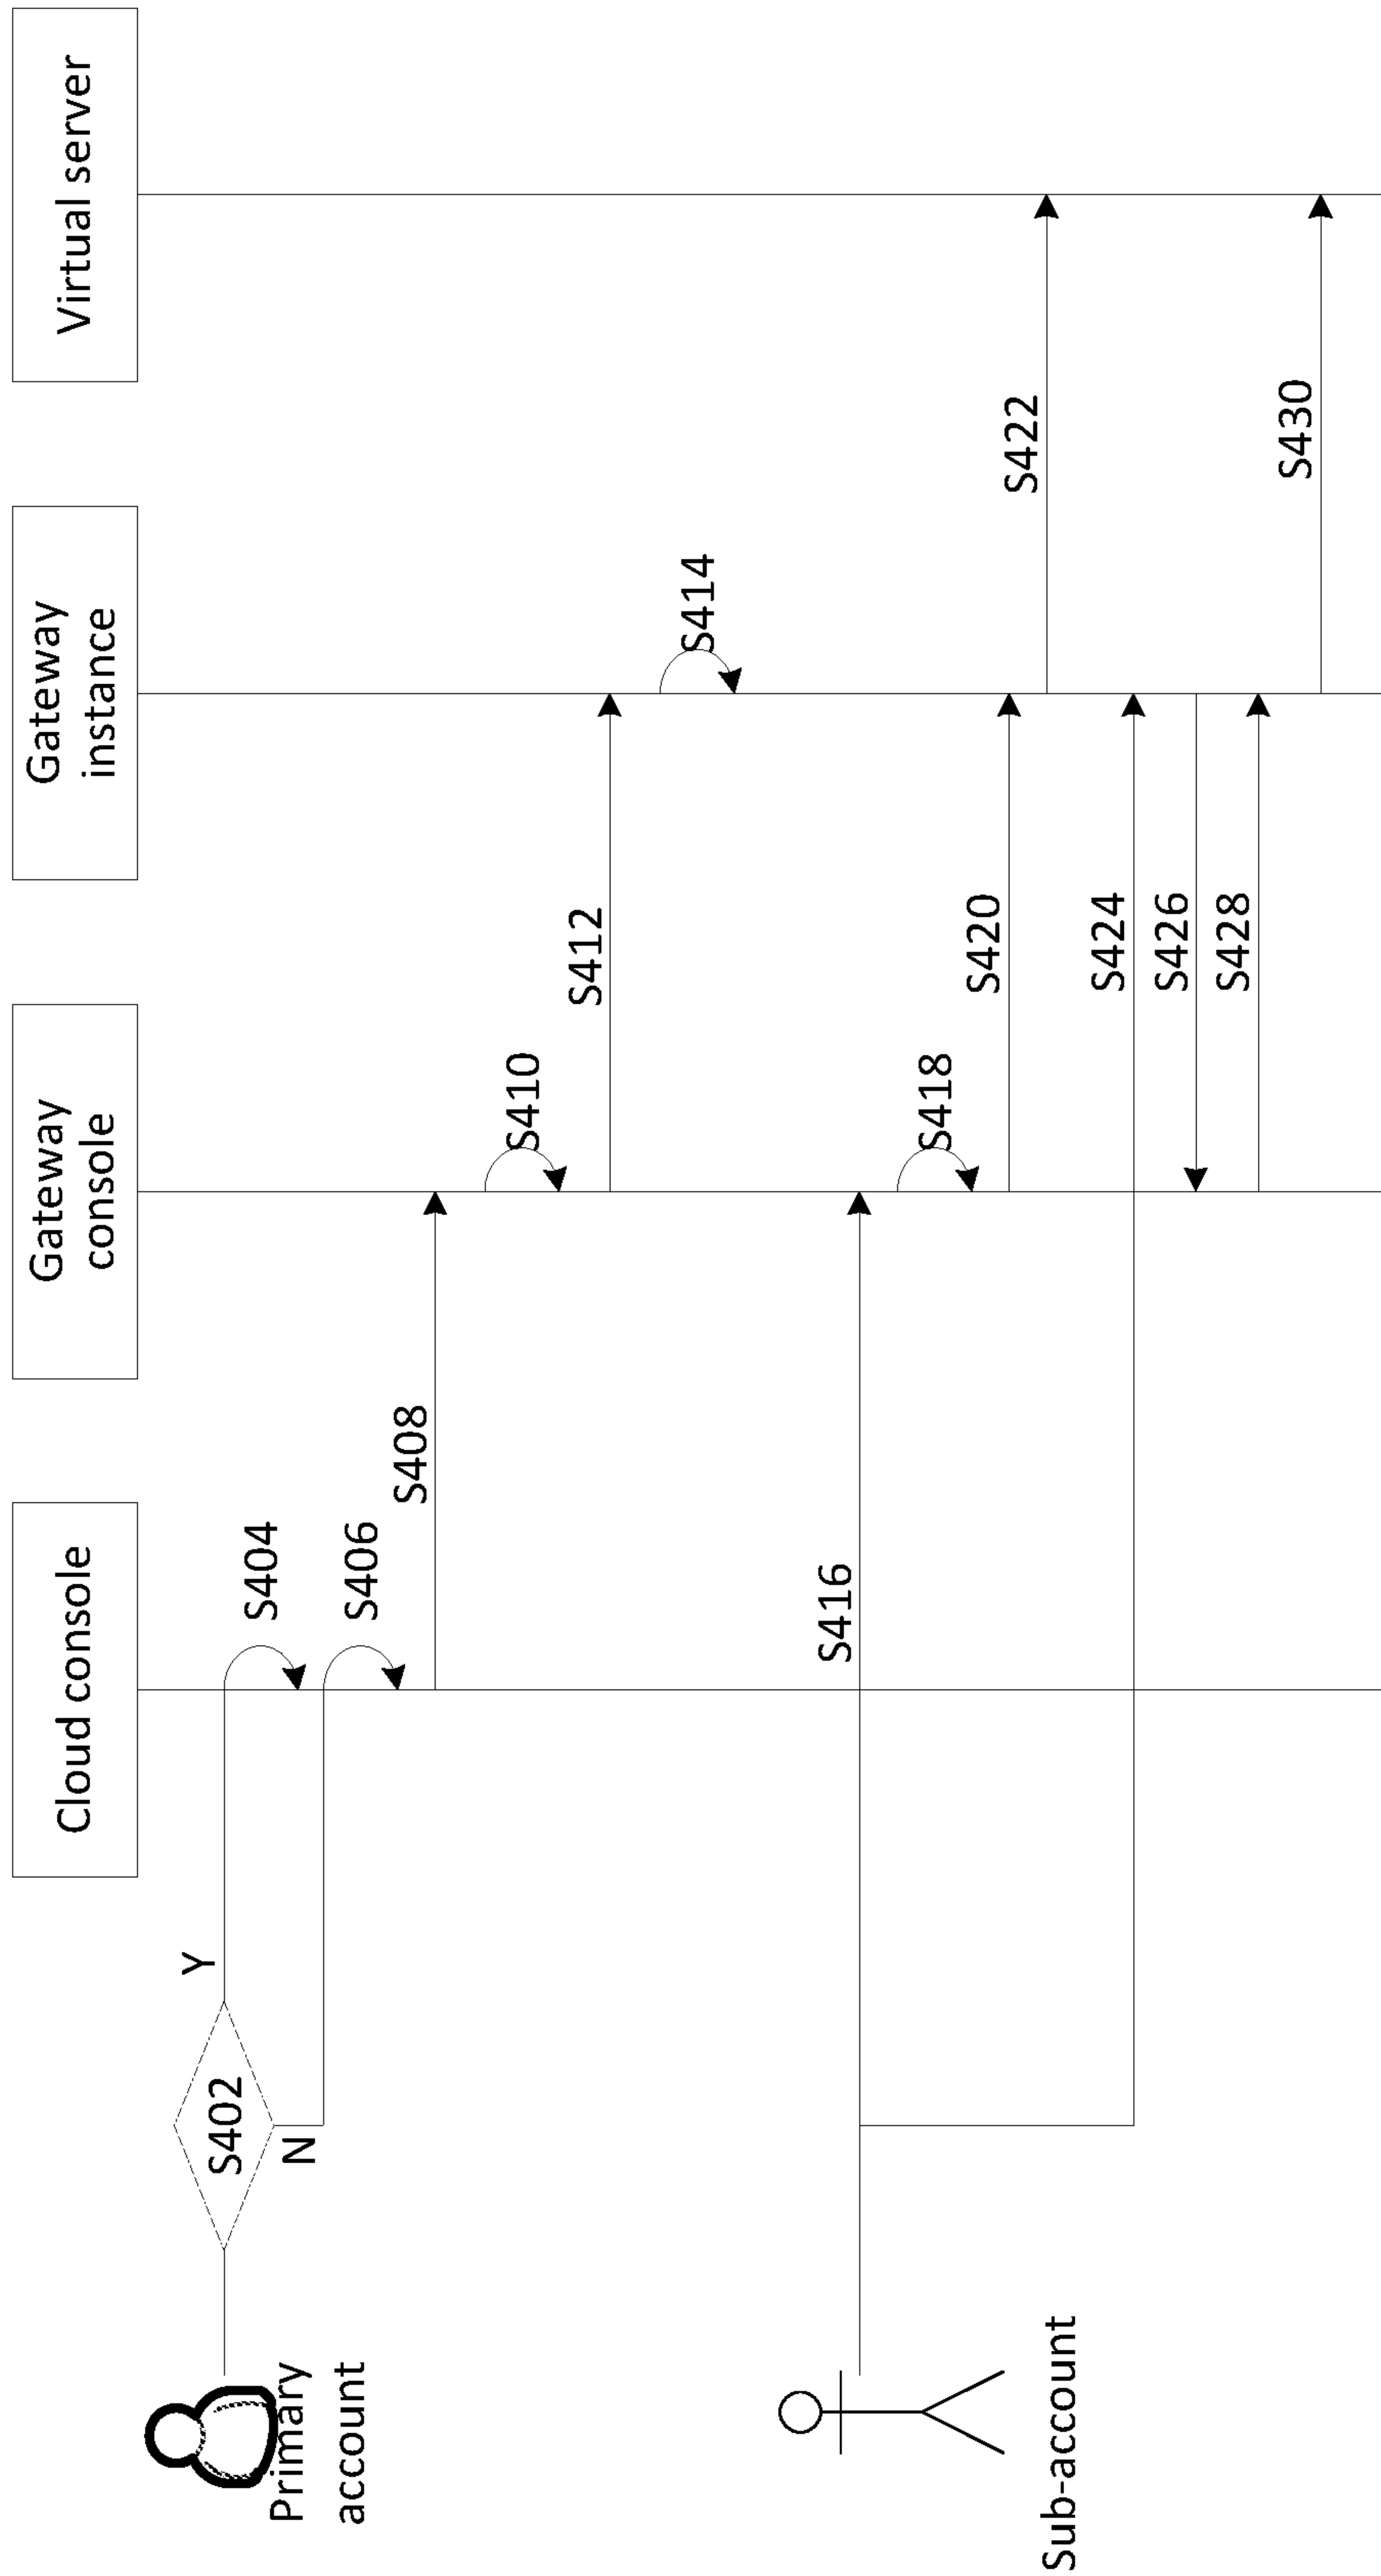 Cloud console
Gateway
console
Gateway
instance
Virtual server
Primary
account
S402
Y
N
S404
S406
S408
S410
S412
S414
Sub-account
S416
S418
S420
S422
S424
S426
S428
S430